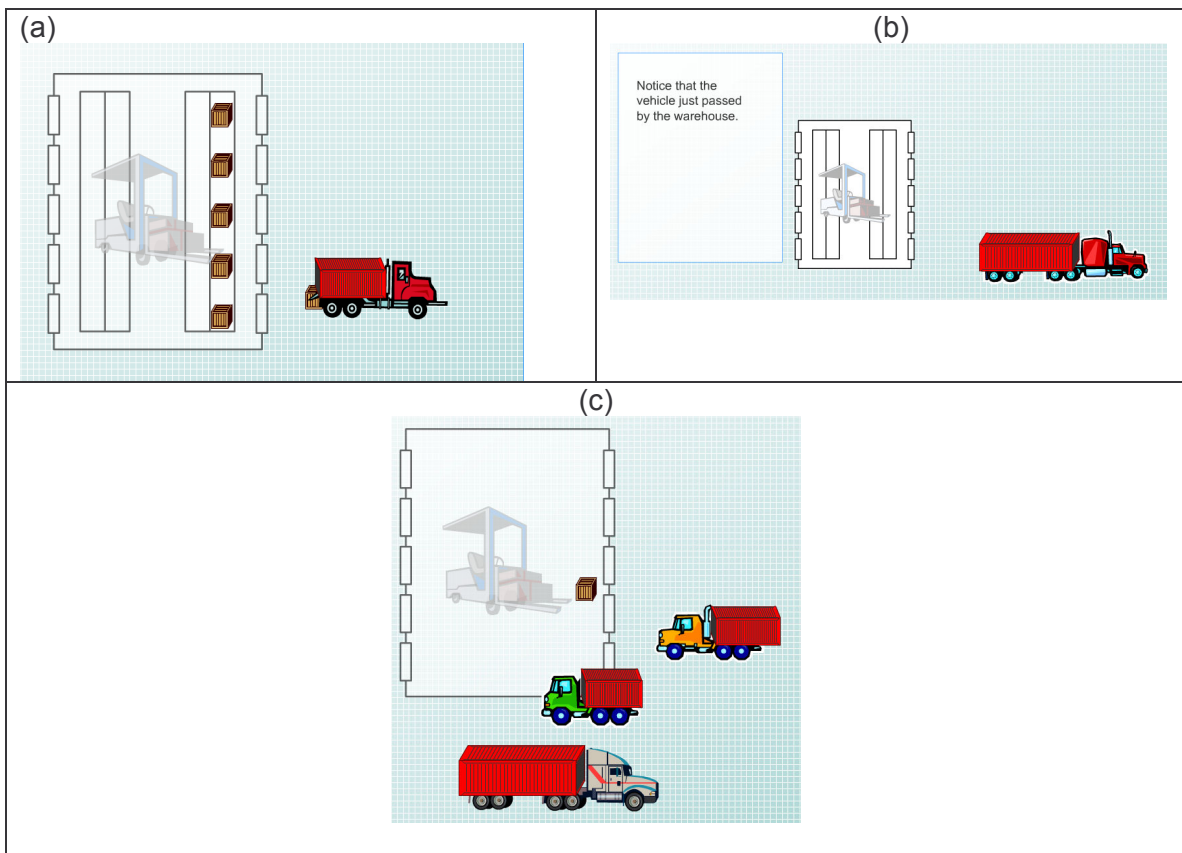 (a)
(b)
Notice that the
vehicle just passed
by the warehouse.
(c)